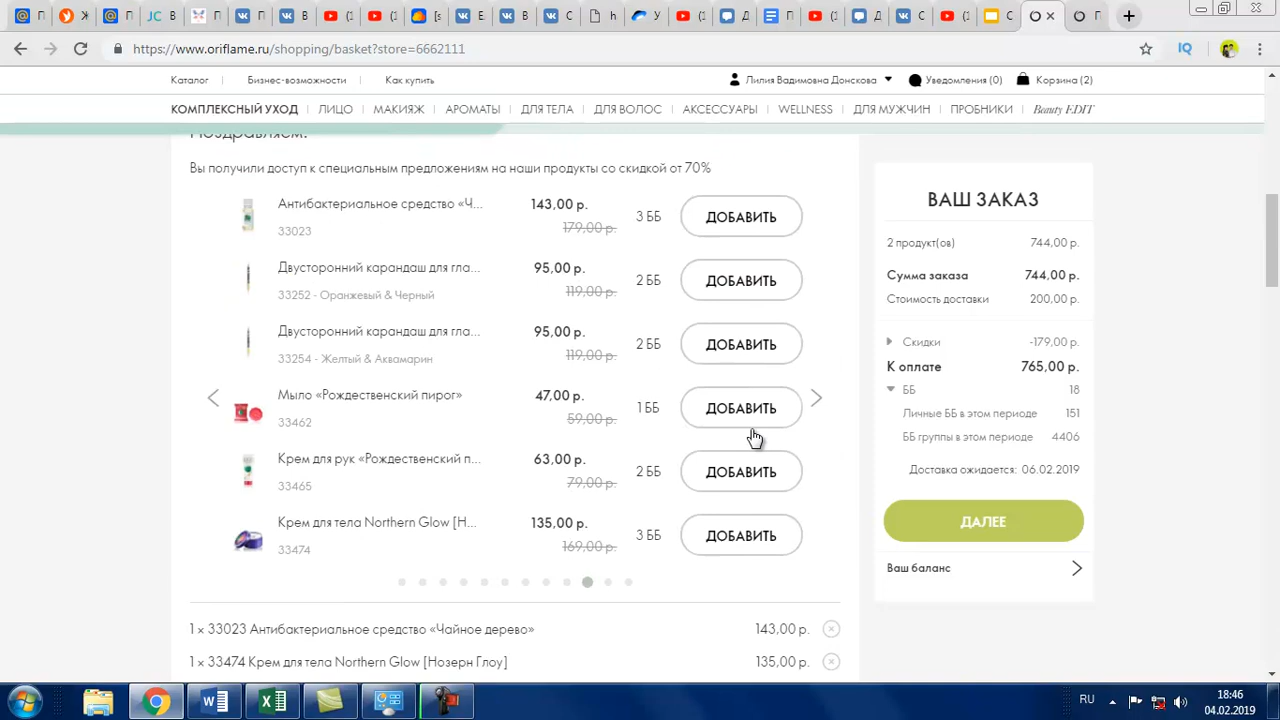 https://www.oriflame.ru/shopping/basket?store=6662111
Каталог
Бизнес-возможности
Как купить
Лилия Вадимовна Донскова
Уведомления (0)
Корзина (2)
КОМПЛЕКСНЫЙ УХОД
ЛИЦО
МАКИЯЖ
АРОМАТЫ
ДЛЯ ТЕЛА
ДЛЯ ВОЛОС
АКСЕССУАРЫ
WELLNESS
ДЛЯ МУЖЧИН
ПРОБНИКИ
Beauty EDIT
Поздравляем!
Вы получили доступ к специальным предложениям на наши продукты со скидкой от 70%
Антибактериальное средство «Ч... 143,00 р. 3 ББ ДОБАВИТЬ
33023 179,00 р.
Двусторонний карандаш для гла... 95,00 р. 2 ББ ДОБАВИТЬ
33252 - Оранжевый & Черный 119,00 р.
Двусторонний карандаш для гла... 95,00 р. 2 ББ ДОБАВИТЬ
33254 - Желтый & Аквамарин 119,00 р.
Мыло «Рождественский пирог» 47,00 р. 1 ББ ДОБАВИТЬ
33462 59,00 р.
Крем для рук «Рождественский п... 63,00 р. 2 ББ ДОБАВИТЬ
33465 79,00 р.
Крем для тела Northern Glow [Н... 135,00 р. 3 ББ ДОБАВИТЬ
33474 169,00 р.
1 × 33023 Антибактериальное средство «Чайное дерево» 143,00 р.
1 × 33474 Крем для тела Northern Glow [Нозерн Глоу] 135,00 р.
ВАШ ЗАКАЗ
2 продукт(ов) 744,00 р.
Сумма заказа 744,00 р.
Стоимость доставки 200,00 р.
Скидки -179,00 р.
К оплате 765,00 р.
ББ 18
Личные ББ в этом периоде 151
ББ группы в этом периоде 4406
Доставка ожидается: 06.02.2019
ДАЛЕЕ
Ваш баланс
RU
18:46
04.02.2019